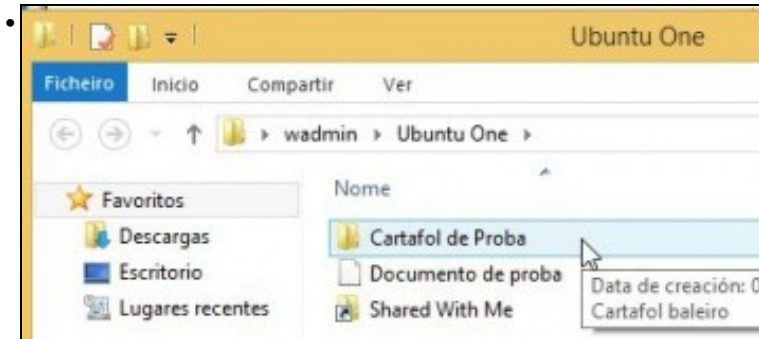 Ubuntu One
Ficheiro Inicio Compartir Ver
wadmin Ubuntu One
Favoritos
Descargas
Escritorio
Lugares recentes
Nome
Cartafol de Proba
Documento de proba
Shared With Me
Data de creación: 0
Cartafol baleiro